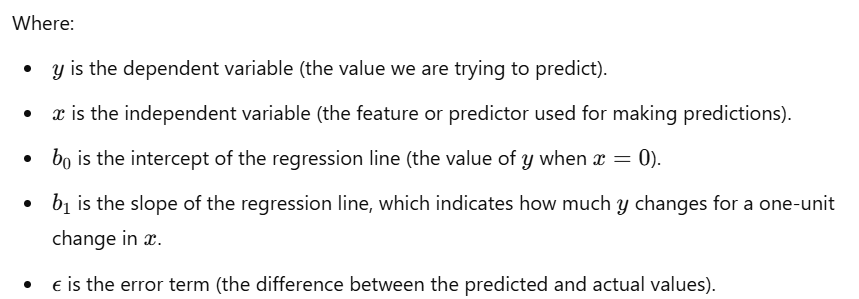 Where:
• y is the dependent variable (the value we are trying to predict).
• x is the independent variable (the feature or predictor used for making predictions).
• b₀ is the intercept of the regression line (the value of y when x = 0).
• b₁ is the slope of the regression line, which indicates how much y changes for a one-unit
change in x.
• ϵ is the error term (the difference between the predicted and actual values).